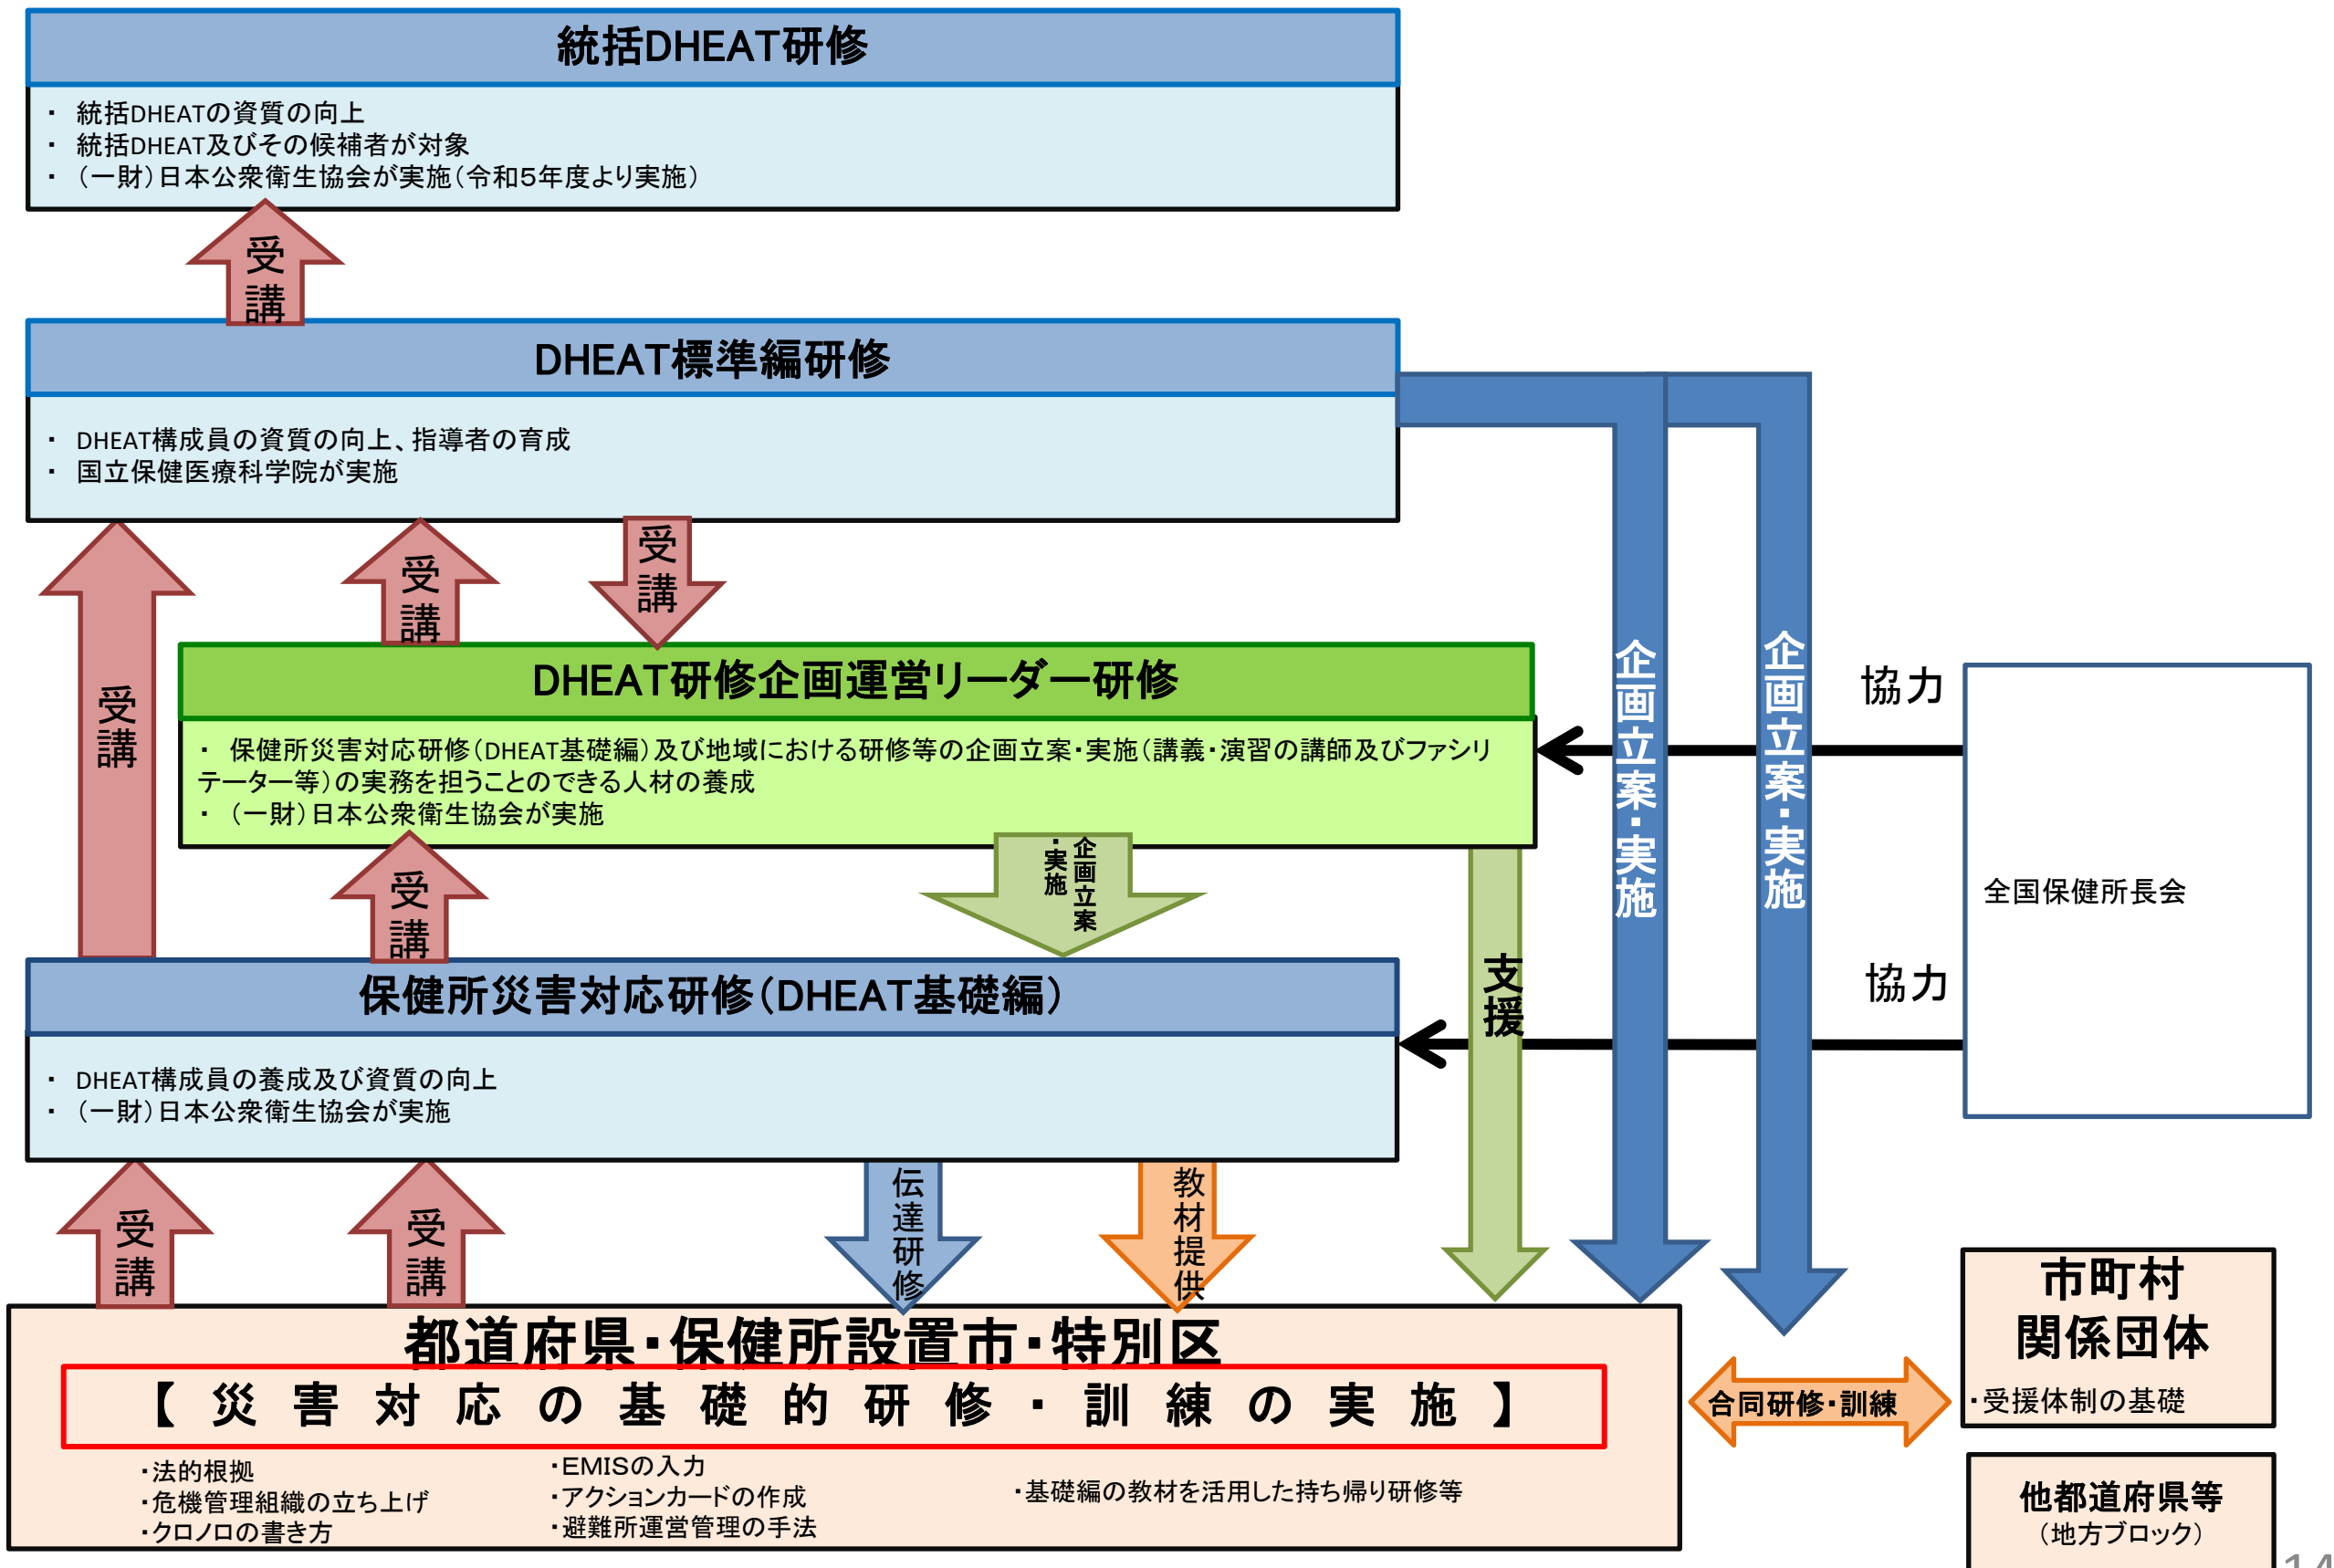 統括DHEAT研修
・ 統括DHEATの資質の向上
・ 統括DHEAT及びその候補者が対象
・ （一財）日本公衆衛生協会が実施（令和5年度より実施）
受講
DHEAT標準編研修
・ DHEAT構成員の資質の向上、指導者の育成
・ 国立保健医療科学院が実施
受講
受講
受講
DHEAT研修企画運営リーダー研修
・ 保健所災害対応研修（DHEAT基礎編）及び地域における研修等の企画立案・実施（講義・演習の講師及びファシリ
テーター等）の実務を担うことのできる人材の養成
・ （一財）日本公衆衛生協会が実施
企画立案・実施
企画立案・実施
協力
全国保健所長会
受講
企画立案
・実施
支援
協力
保健所災害対応研修（DHEAT基礎編）
・ DHEAT構成員の養成及び資質の向上
・ （一財）日本公衆衛生協会が実施
受講
受講
伝達研修
教材提供
都道府県・保健所設置市・特別区
【災害対応の基礎的研修・訓練の実施】
・法的根拠
・危機管理組織の立ち上げ
・クロノロの書き方
・EMISの入力
・アクションカードの作成
・避難所運営管理の手法
・基礎編の教材を活用した持ち帰り研修等
合同研修・訓練
市町村
関係団体
・受援体制の基礎
他都道府県等
（地方ブロック）
14